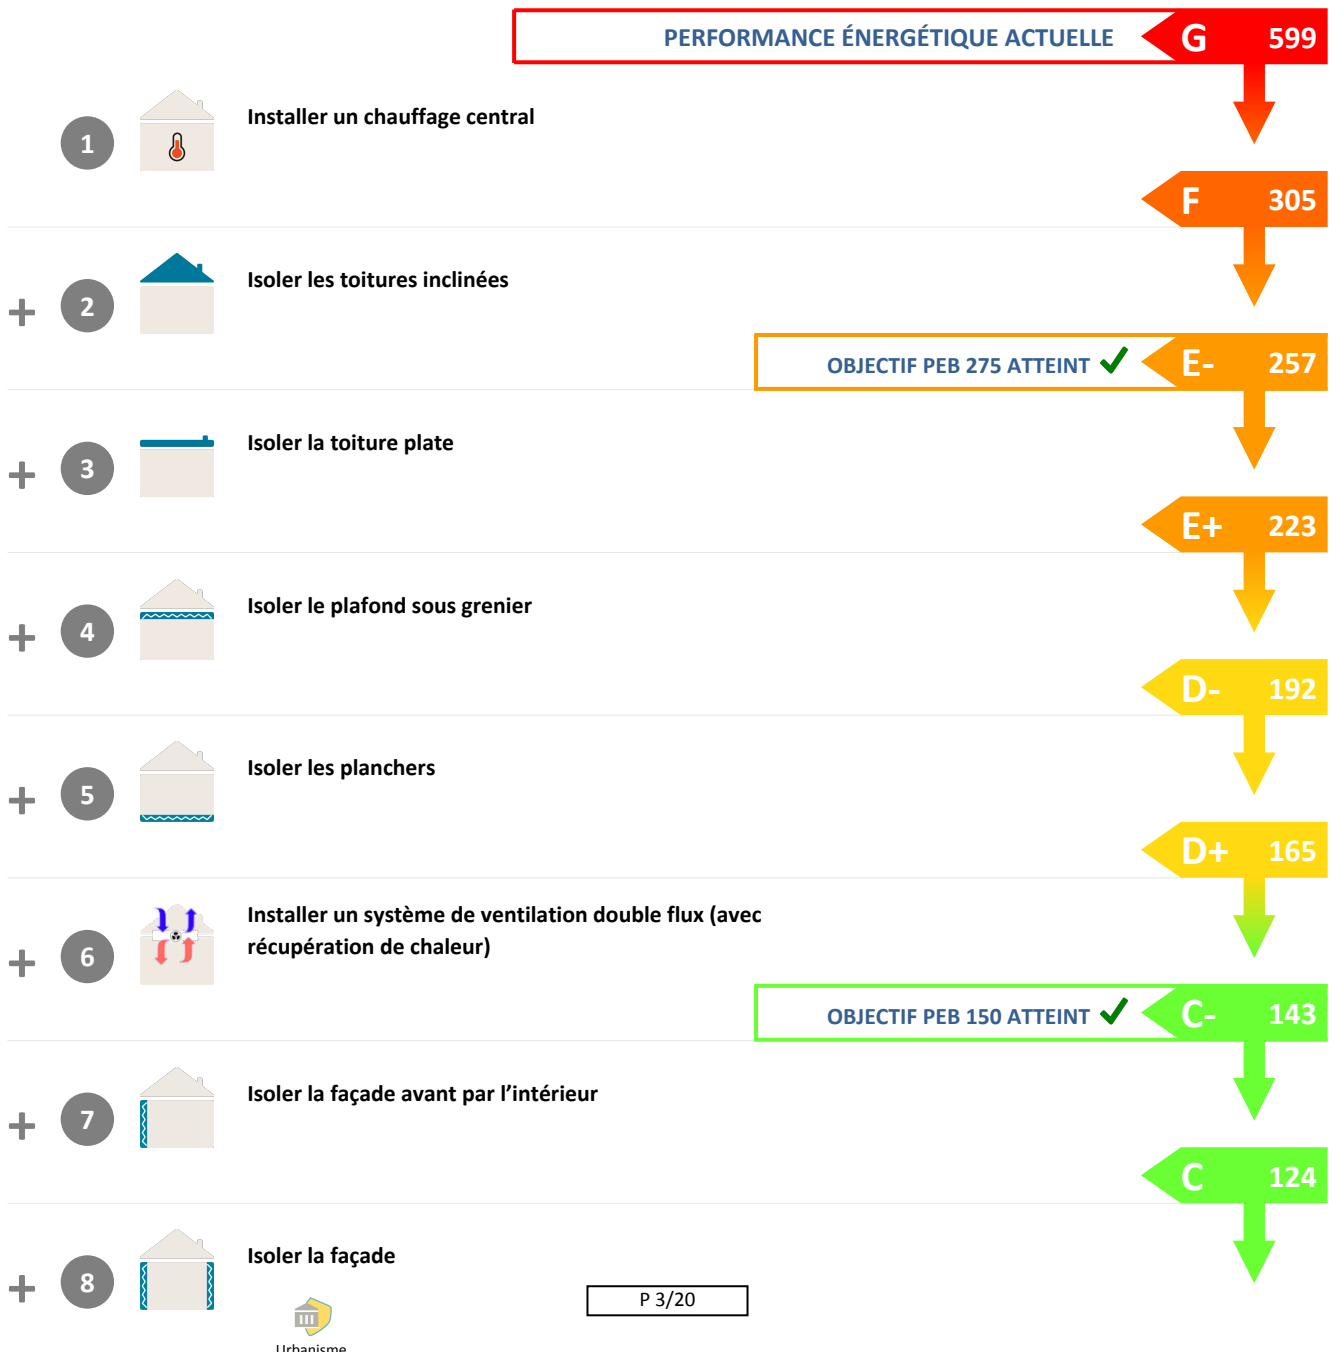 PERFORMANCE ÉNERGÉTIQUE ACTUELLE G 599
1 Installer un chauffage central
F 305
+ 2 Isoler les toitures inclinées
OBJECTIF PEB 275 ATTEINT E- 257
+ 3 Isoler la toiture plate
E+ 223
+ 4 Isoler le plafond sous grenier
D- 192
+ 5 Isoler les planchers
D+ 165
+ 6 Installer un système de ventilation double flux (avec
récupération de chaleur)
OBJECTIF PEB 150 ATTEINT C- 143
+ 7 Isoler la façade avant par l’intérieur
C 124
+ 8 Isoler la façade
P 3/20
Urbanisme